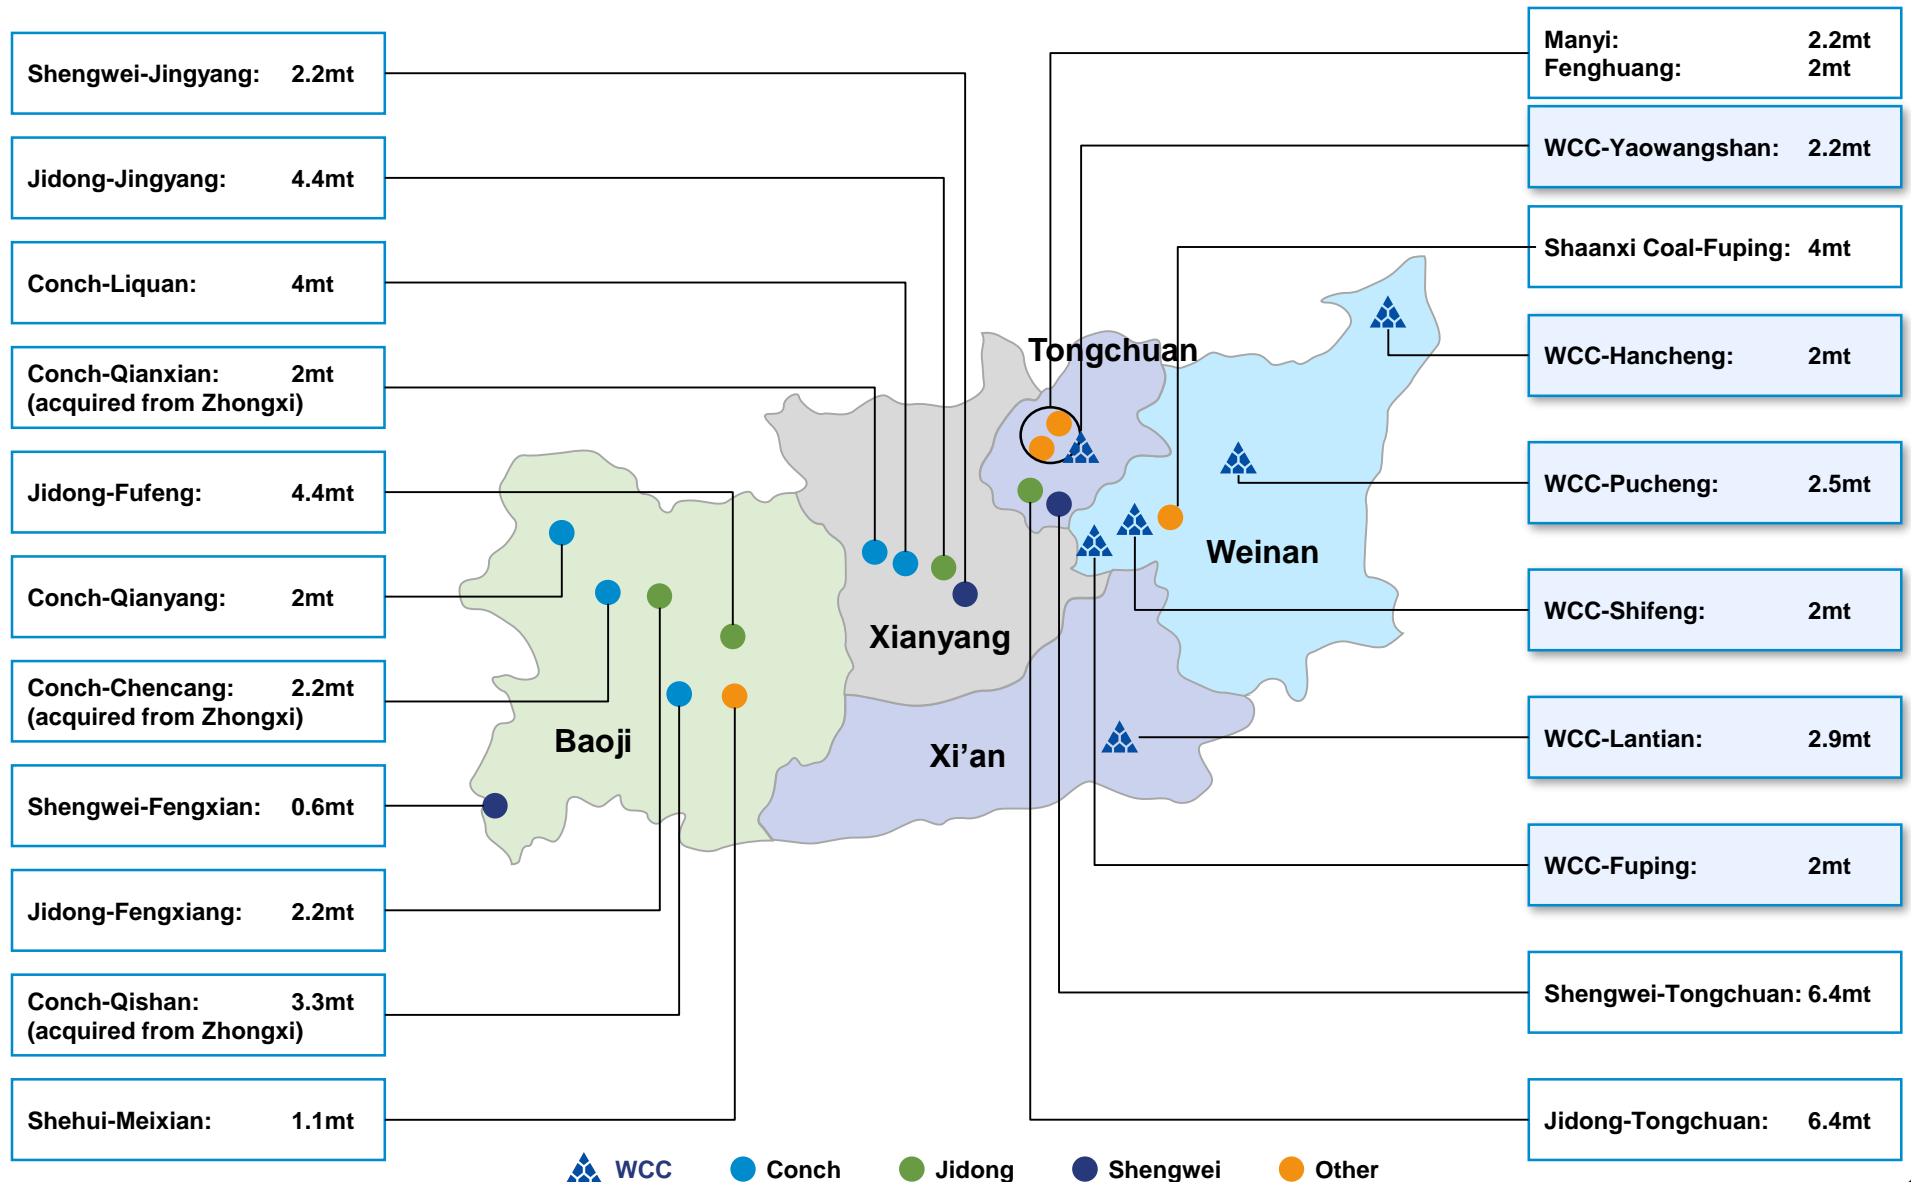 Shengwei-Jingyang: 2.2mt
Jidong-Jingyang: 4.4mt
Conch-Liquan: 4mt
Conch-Qianxian: 2mt
(acquired from Zhongxi)
Jidong-Fufeng: 4.4mt
Conch-Qianyang: 2mt
Conch-Chencang: 2.2mt
(acquired from Zhongxi)
Shengwei-Fengxian: 0.6mt
Jidong-Fengxiang: 2.2mt
Conch-Qishan: 3.3mt
(acquired from Zhongxi)
Shehui-Meixian: 1.1mt
Tongchuan
Weinan
Xianyang
Baoji
Xi’an
Manyi: 2.2mt
Fenghuang: 2mt
WCC-Yaowangshan: 2.2mt
Shaanxi Coal-Fuping: 4mt
WCC-Hancheng: 2mt
WCC-Pucheng: 2.5mt
WCC-Shifeng: 2mt
WCC-Lantian: 2.9mt
WCC-Fuping: 2mt
Shengwei-Tongchuan: 6.4mt
Jidong-Tongchuan: 6.4mt
WCC Conch Jidong Shengwei Other